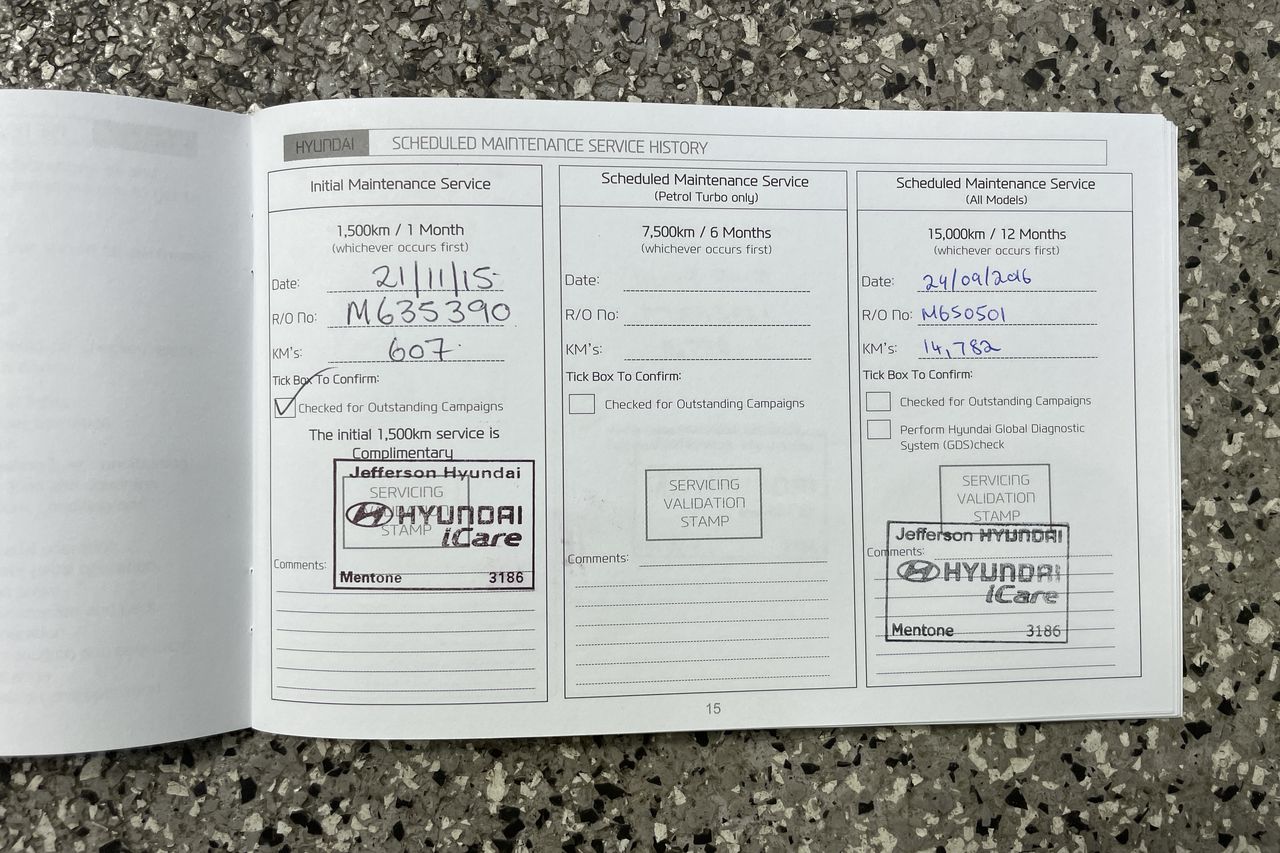 HYUNDAI SCHEDULED MAINTENANCE SERVICE HISTORY
Initial Maintenance Service
1,500km / 1 Month
(whichever occurs first)
Date: 21/11/15
R/O No: M635390
KM's: 607
Tick Box To Confirm:
Checked for Outstanding Campaigns
The initial 1,500km service is
Complimentary
Jefferson Hyundai
SERVICING
HYUNDAI
STAMP
iCare
Comments:
Mentone 3186
Scheduled Maintenance Service
(Petrol Turbo only)
7,500km / 6 Months
(whichever occurs first)
Date:
R/O No:
KM's:
Tick Box To Confirm:
Checked for Outstanding Campaigns
SERVICING
VALIDATION
STAMP
Comments:
Scheduled Maintenance Service
(All Models)
15,000km / 12 Months
(whichever occurs first)
Date: 24/09/2016
R/O No: M650501
KM's: 14,782
Tick Box To Confirm:
Checked for Outstanding Campaigns
Perform Hyundai Global Diagnostic
System (GDS)check
SERVICING
VALIDATION
STAMP
Jefferson HYUNDAI
Comments:
HYUNDAI
iCare
Mentone 3186
15